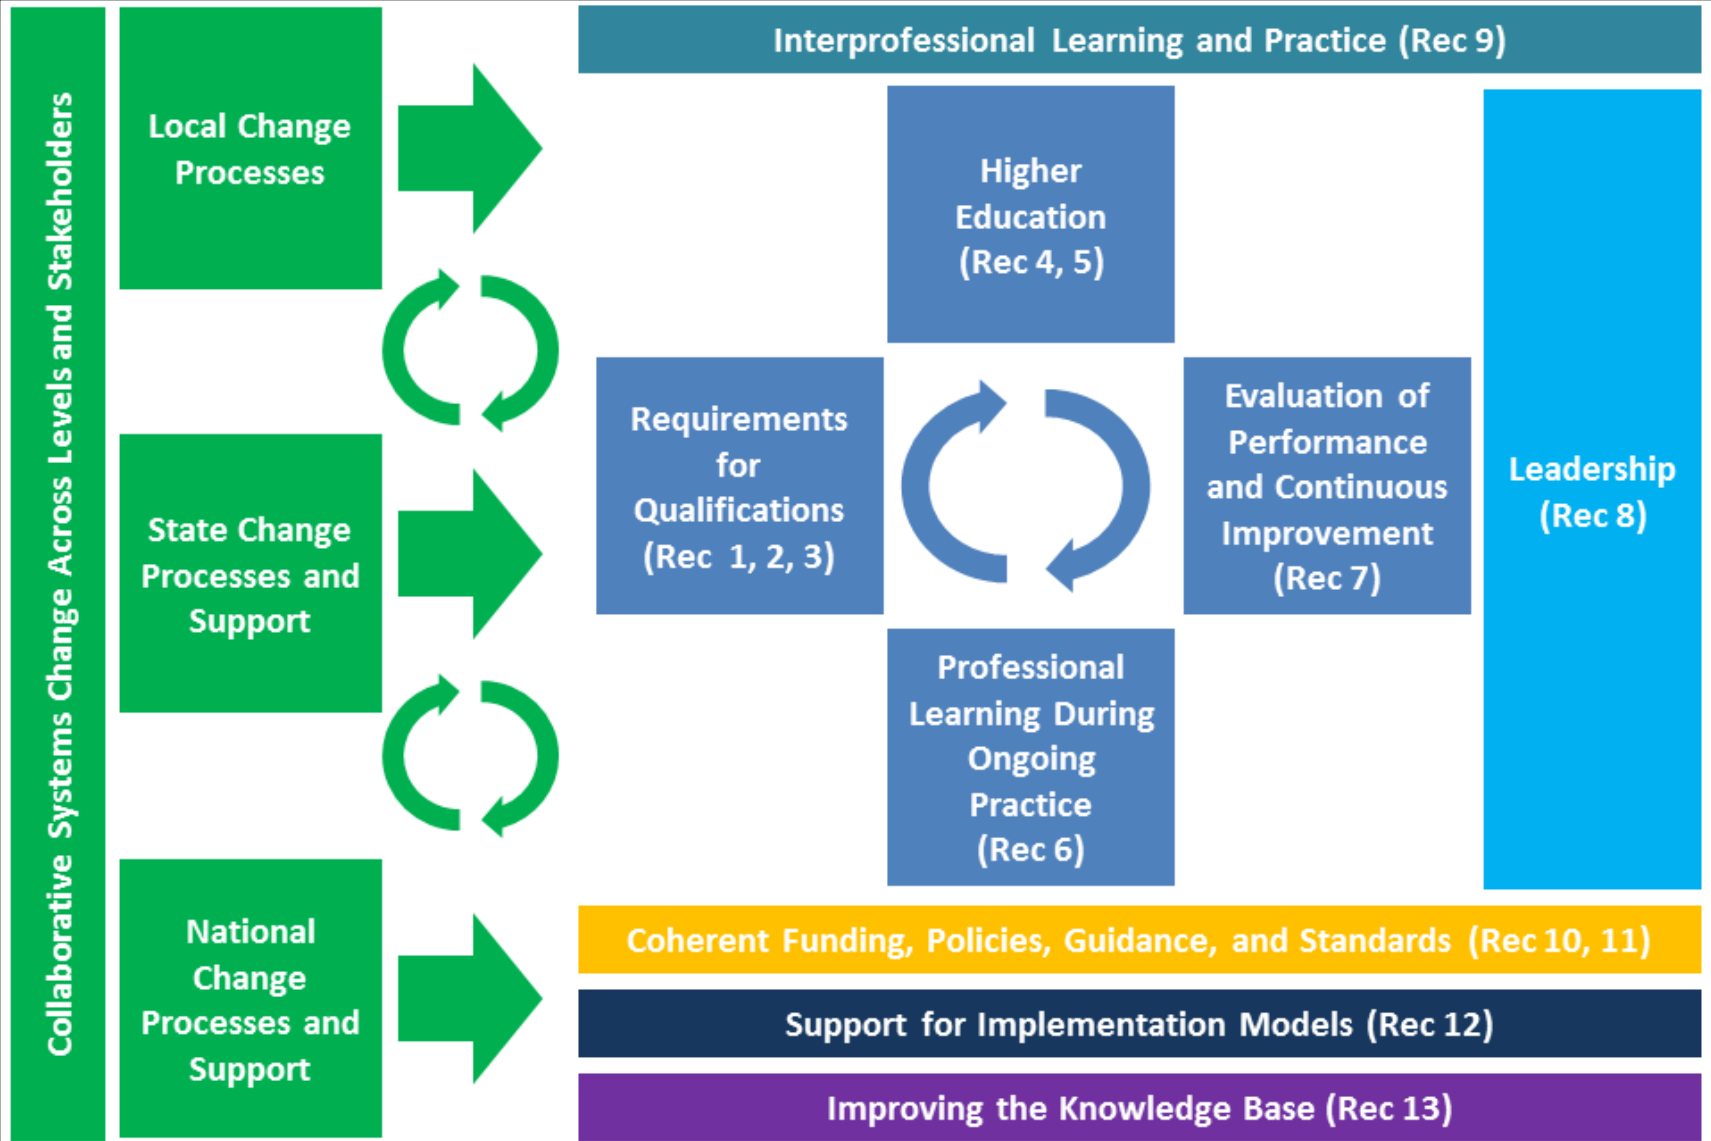 Collaborative Systems Change Across Levels and Stakeholders
Local Change
Processes
State Change
Processes and
Support
National
Change
Processes and
Support
Interprofessional Learning and Practice (Rec 9)
Higher
Education
(Rec 4, 5)
Requirements
for
Qualifications
(Rec 1, 2, 3)
Evaluation of
Performance
and Continuous
Improvement
(Rec 7)
Professional
Learning During
Ongoing
Practice
(Rec 6)
Leadership
(Rec 8)
Coherent Funding, Policies, Guidance, and Standards (Rec 10, 11)
Support for Implementation Models (Rec 12)
Improving the Knowledge Base (Rec 13)